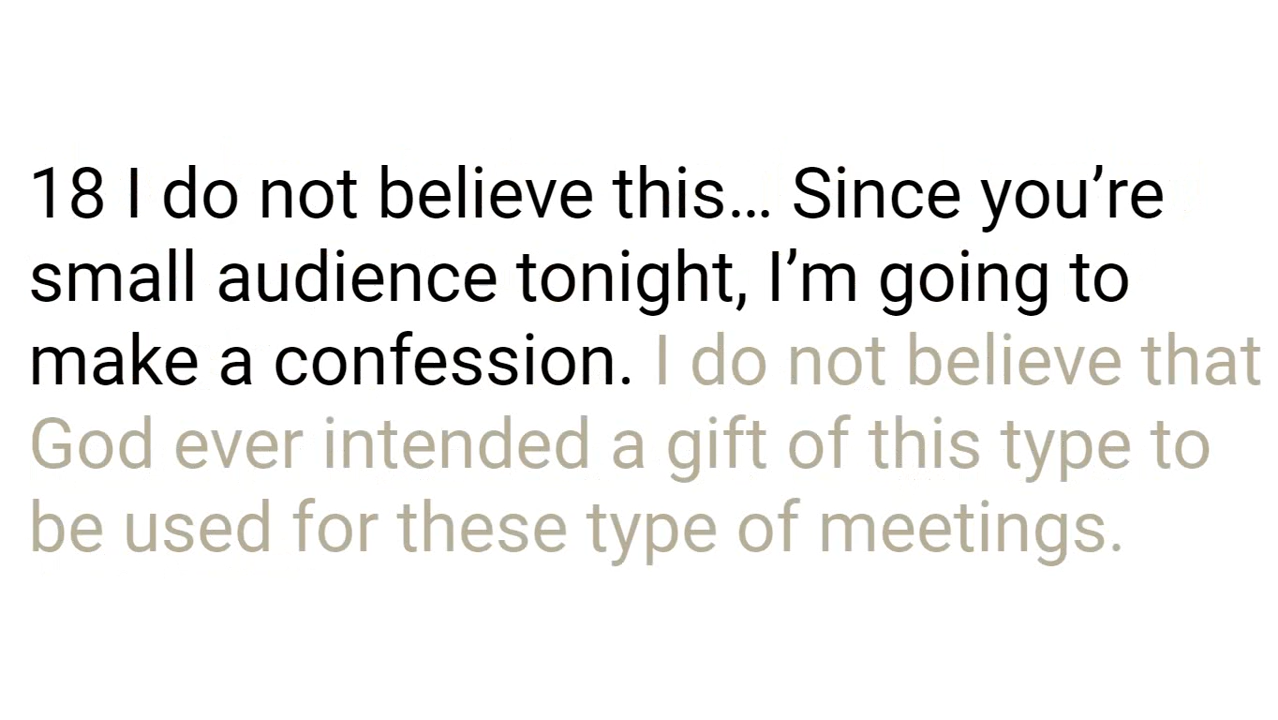 18 I do not believe this… Since you’re
small audience tonight, I’m going to
make a confession. I do not believe that
God ever intended a gift of this type to
be used for these type of meetings.